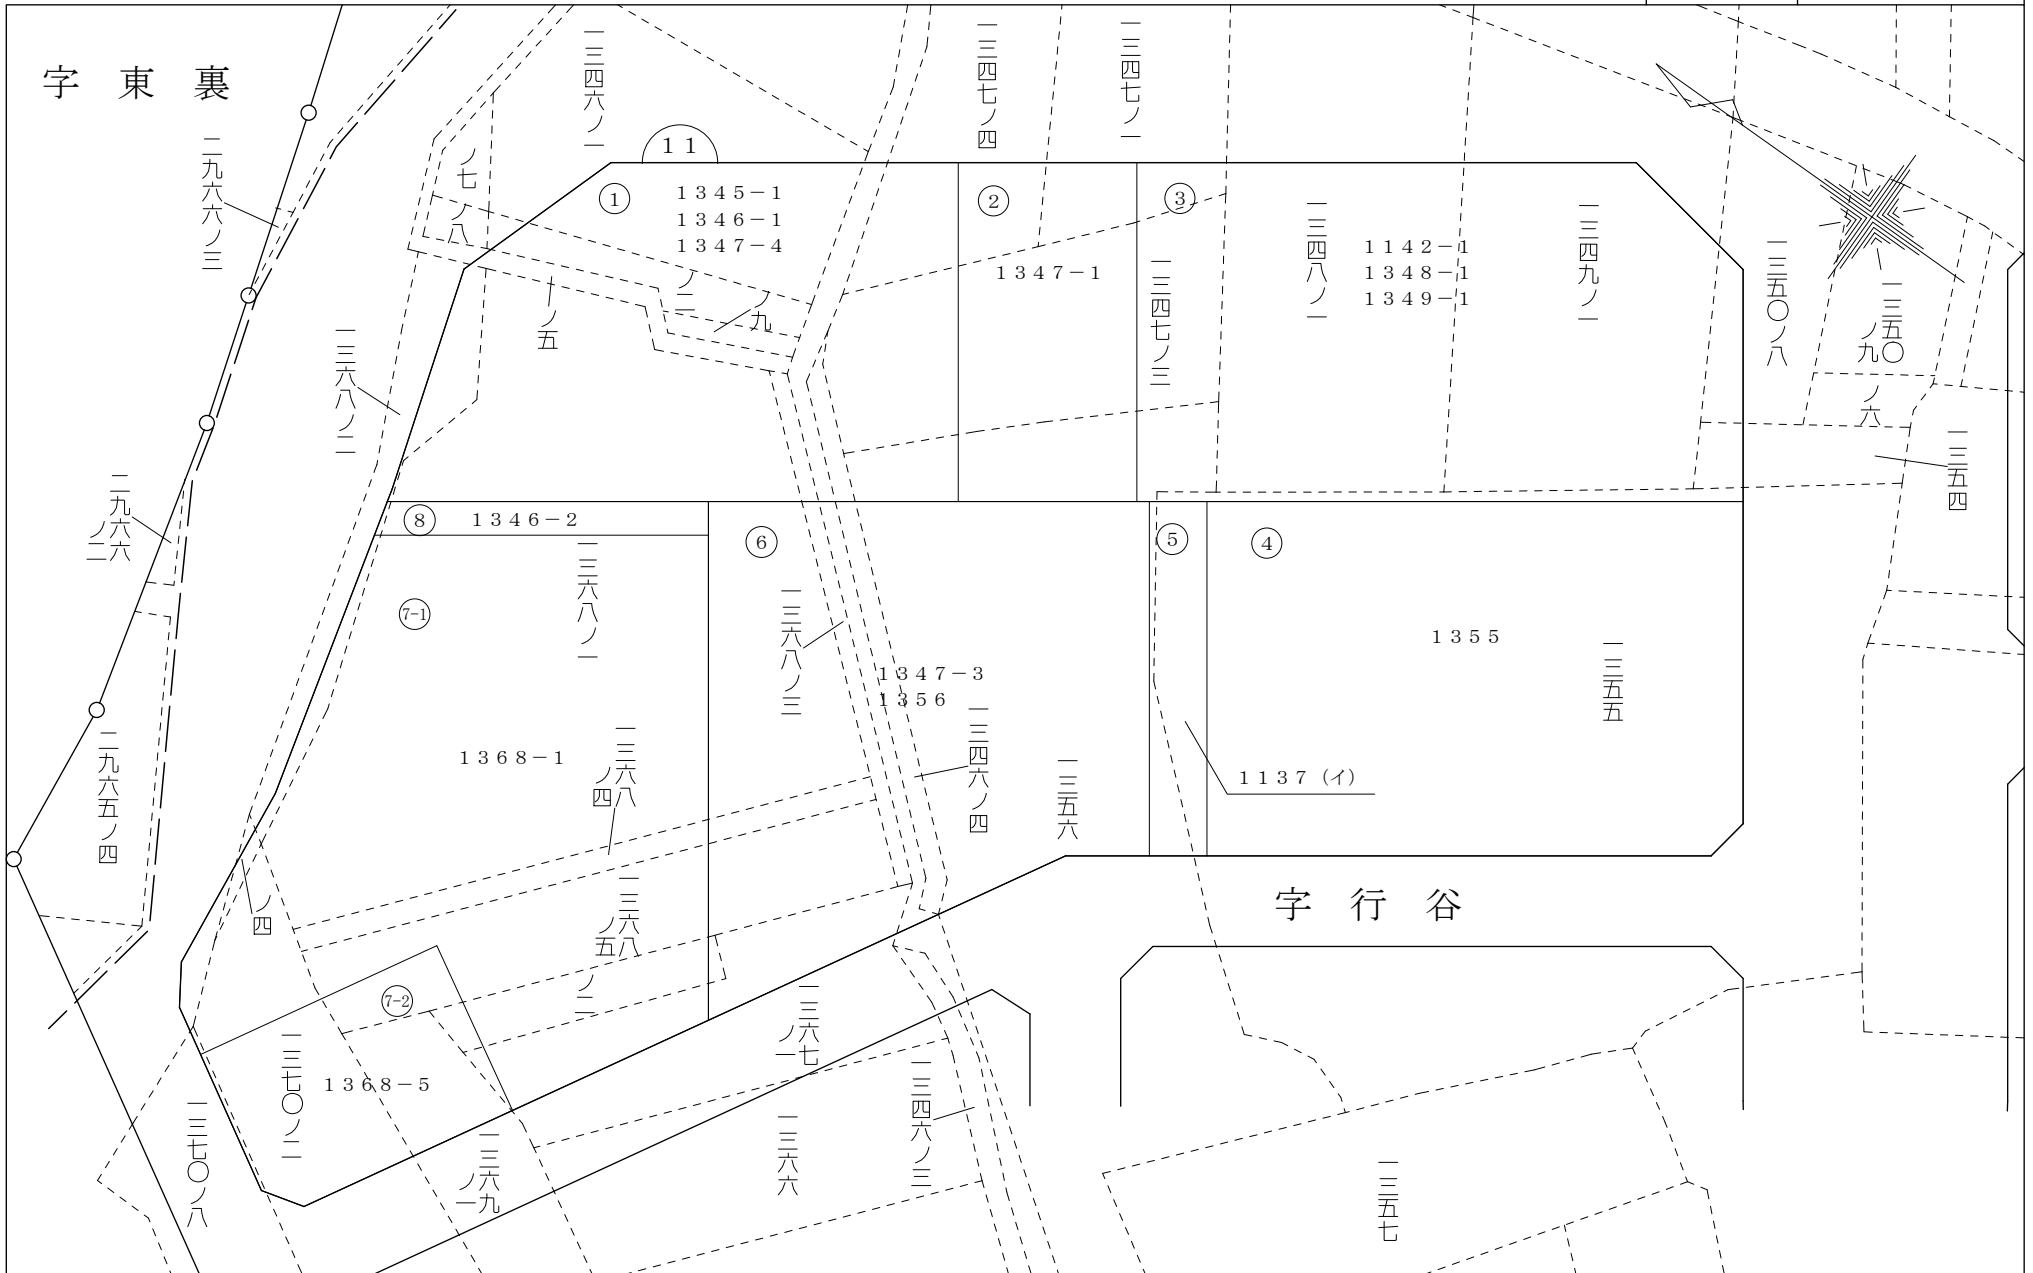 字東裏
二九六六ノ三
一三四六ノ一
一三四七ノ四
一三四七ノ一
11
ノ七
ノ八
①
1345-1
1346-1
1347-4
②
1347-1
③
一三四八ノ一
1142-1
1348-1
1349-1
一三四九ノ一
一三五〇ノ八
一三五〇
ノ九
ノ六
一三五四
一三四七ノ三
ノ二
ノ九
ノ五
一三六八ノ二
二九六六
ノ二
⑧
1346-2
⑥
⑤
④
7-1
一三六八ノ一
一三六八ノ三
1347-3
1356
1355
一三五五
1368-1
一三六八
ノ四
一三四六ノ四
一三五六
1137(イ)
二九六五ノ四
ノ四
一三六八
ノ五
ノ二
字行谷
7-2
一三六七
ノ一
1368-5
一三七〇ノ二
一三七〇ノ八
一三六九
ノ一
一三六六
一三四六ノ三
一三五七